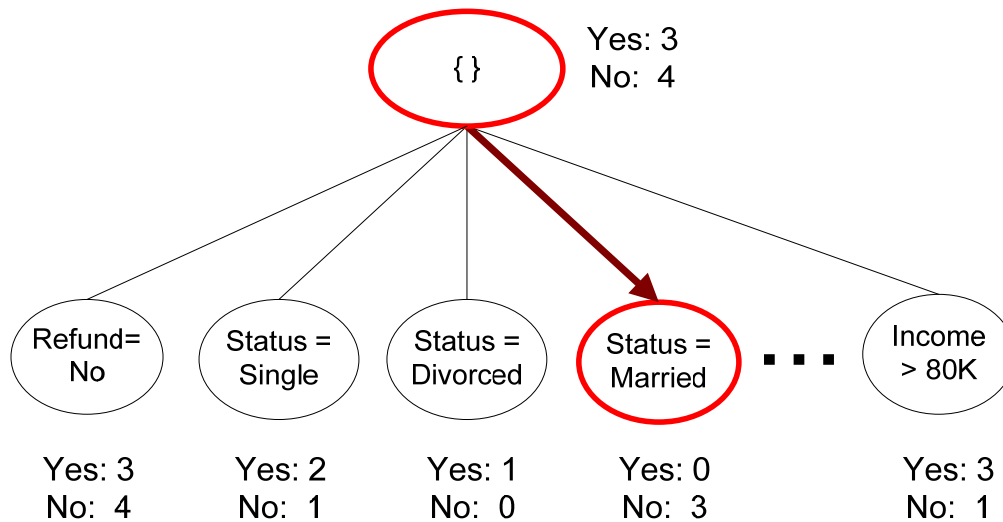 { }
Yes: 3
No: 4
Refund=
No
Status =
Single
Status =
Divorced
Status =
Married
Income
> 80K
Yes: 3
No: 4
Yes: 2
No: 1
Yes: 1
No: 0
Yes: 0
No: 3
Yes: 3
No: 1